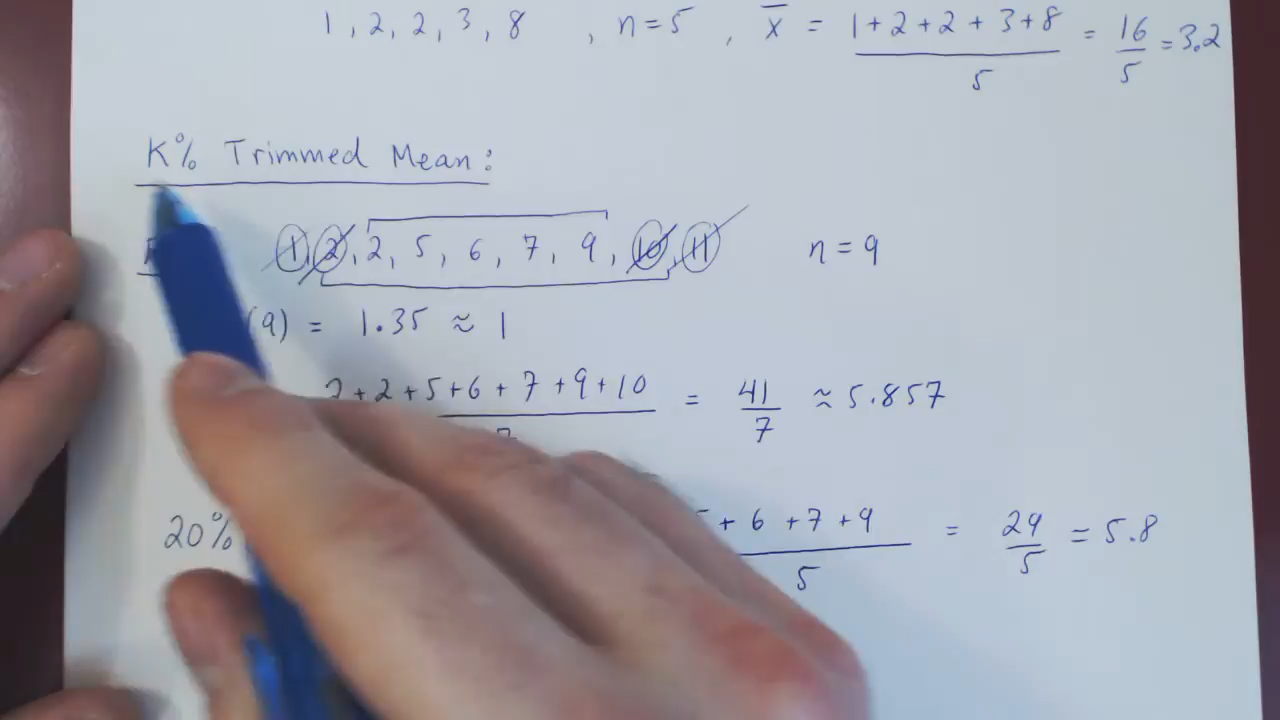 1, 2, 2, 3, 8 , n=5 , x̅ = 1+2+2+3+8 / 5 = 16/5 = 3.2
K% Trimmed Mean:
1, 2, 2, 5, 6, 7, 9, 10, 11 n=9
(9) = 1.35 ≈ 1
2+2+5+6+7+9+10 / 7 = 41/7 ≈ 5.857
20% + 6 + 7 + 9 / 5 = 29/5 = 5.8